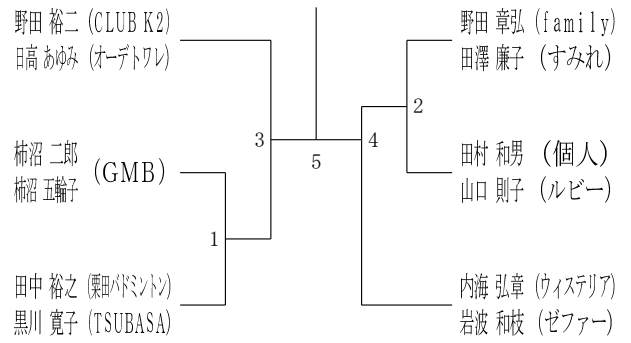 野田 裕二 (CLUB K2)
日高 あゆみ (オーデトワレ)
柿沼 二郎
柿沼 五輪子
(GMB)
田中 裕之 (栗田バドミントン)
黒川 寛子 (TSUBASA)
1
3
5
4
2
野田 章弘 (family)
田澤 廉子 (すみれ)
田村 和男 (個人)
山口 則子 (ルビー)
内海 弘章 (ウィステリア)
岩波 和枝 (ゼファー)